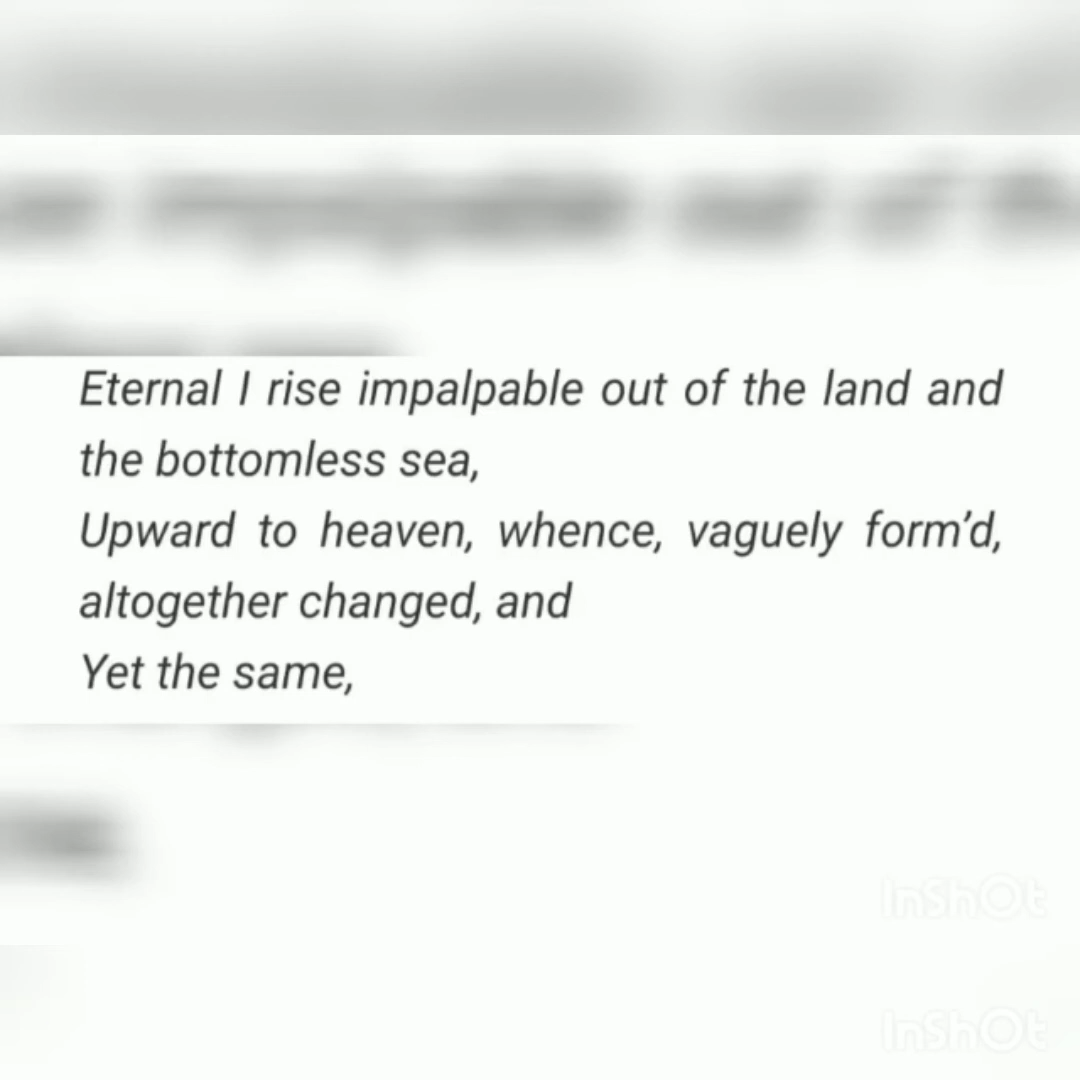 Eternal I rise impalpable out of the land and
the bottomless sea,
Upward to heaven, whence, vaguely form’d,
altogether changed, and
Yet the same,
InShOt
InShOt